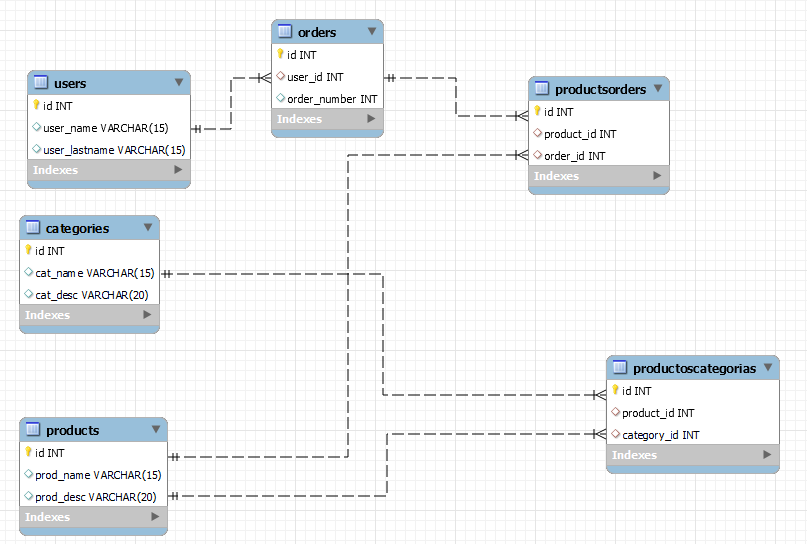 orders
id INT
user_id INT
order_number INT
Indexes
users
id INT
user_name VARCHAR(15)
user_lastname VARCHAR(15)
Indexes
productsorders
id INT
product_id INT
order_id INT
Indexes
categories
id INT
cat_name VARCHAR(15)
cat_desc VARCHAR(20)
Indexes
productoscategorias
id INT
product_id INT
category_id INT
Indexes
products
id INT
prod_name VARCHAR(15)
prod_desc VARCHAR(20)
Indexes